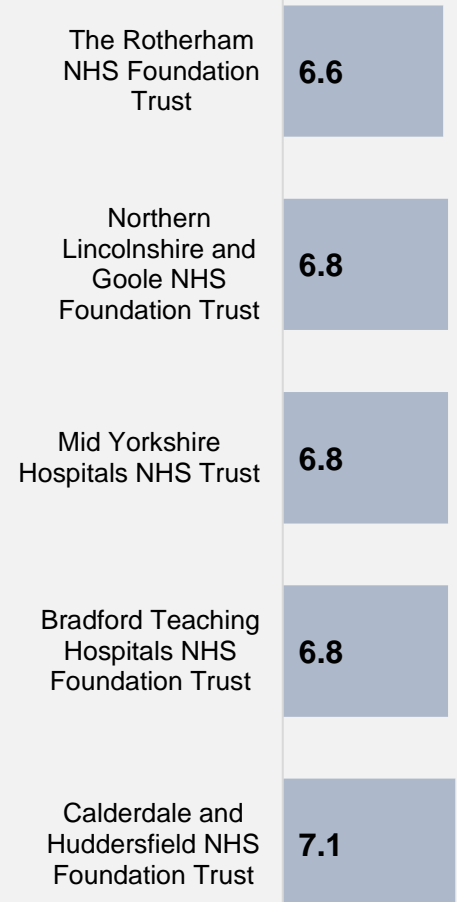 The Rotherham
NHS Foundation
Trust
6.6
Northern
Lincolnshire and
Goole NHS
Foundation Trust
6.8
Mid Yorkshire
Hospitals NHS Trust
6.8
Bradford Teaching
Hospitals NHS
Foundation Trust
6.8
Calderdale and
Huddersfield NHS
Foundation Trust
7.1